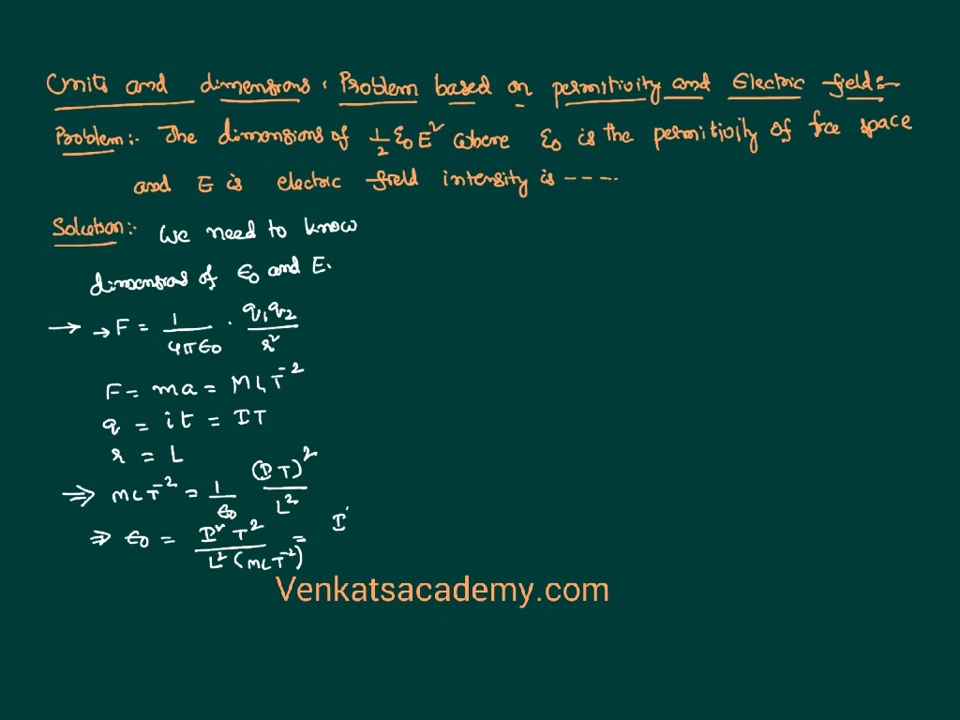 Units and dimensions : Problem based on permitivity and Electric field:-
Problem:- The dimensions of 1/2 ε0 E² where ε0 is the permitivity of free space
and E is electric field intensity is ----
Solution:- We need to know
dimensions of ε0 and E.
→ → F = 1/4πε0 · q1q2/r²
F = ma = MLT⁻²
q = it = IT
r = L
⇒ MLT⁻² = 1/ε0 (IT)²/L²
⇒ ε0 = I²T²/L²(MLT⁻²) = I
Venkatsacademy.com